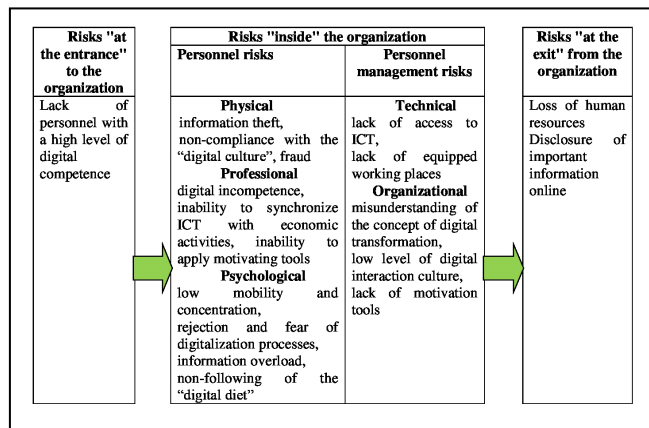 Risks "at
the entrance"
to the
organization
Lack of
personnel with
a high level of
digital
competence
Risks "inside" the organization
Personnel risks
Physical
information theft,
non-compliance with the
“digital culture”, fraud
Professional
digital incompetence,
inability to synchronize
ICT with economic
activities, inability to
apply motivating tools
Psychological
low mobility and
concentration,
rejection and fear of
digitalization processes,
information overload,
non-following of the
“digital diet”
Personnel
management risks
Technical
lack of access to
ICT,
lack of equipped
working places
Organizational
misunderstanding of
the concept of digital
transformation,
low level of digital
interaction culture,
lack of motivation
tools
Risks "at the
exit" from the
organization
Loss of human
resources
Disclosure of
important
information
online